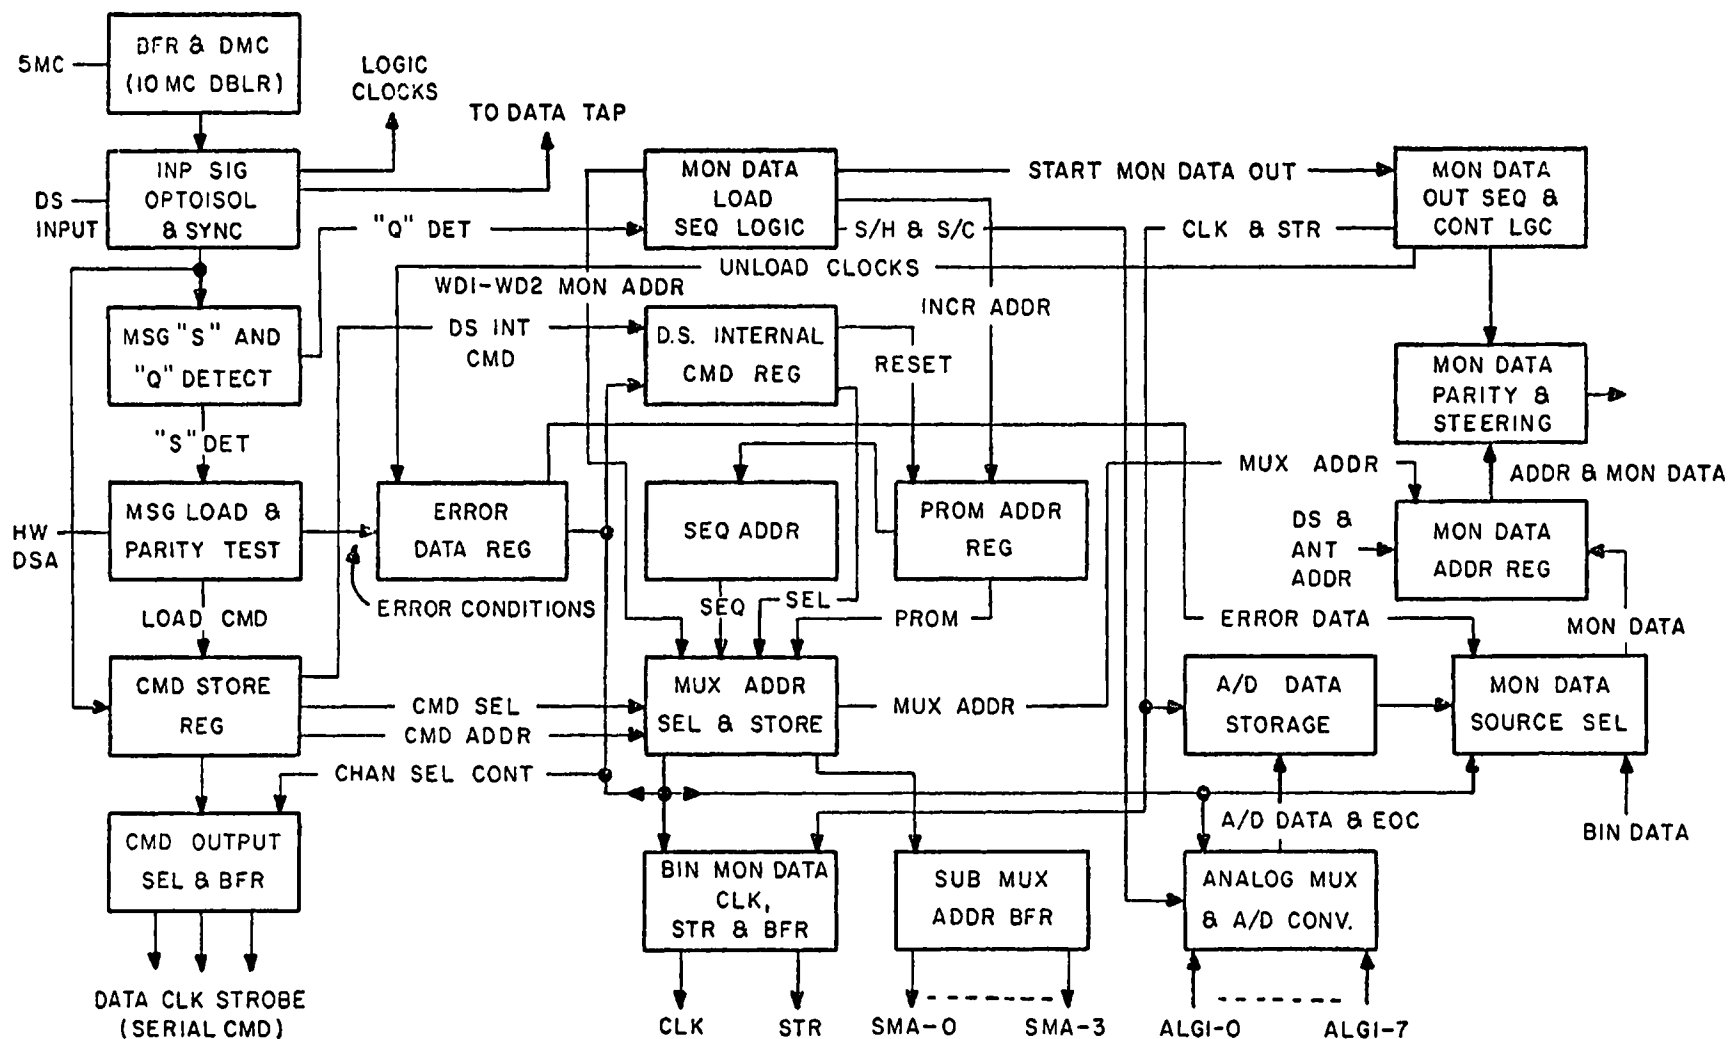 BFR & DMC
(10 MC DBLR)
5MC
LOGIC
CLOCKS
TO DATA TAP
INP SIG
OPTOISOL
& SYNC
DS
INPUT
"Q" DET
MON DATA
LOAD
SEQ LOGIC
START MON DATA OUT
S/H & S/C
CLK & STR
MON DATA
OUT SEQ &
CONT LGC
UNLOAD CLOCKS
WD1-WD2 MON ADDR
INCR ADDR
MSG "S" AND
"Q" DETECT
DS INT
CMD
D.S. INTERNAL
CMD REG
RESET
MON DATA
PARITY &
STEERING
"S" DET
MUX ADDR
ADDR & MON DATA
HW
DSA
MSG LOAD &
PARITY TEST
ERROR
DATA REG
SEQ ADDR
PROM ADDR
REG
DS &
ANT
ADDR
MON DATA
ADDR REG
ERROR CONDITIONS
LOAD CMD
SEQ
SEL
PROM
ERROR DATA
MON DATA
CMD STORE
REG
CMD SEL
CMD ADDR
MUX ADDR
SEL & STORE
MUX ADDR
A/D DATA
STORAGE
MON DATA
SOURCE SEL
CHAN SEL CONT
A/D DATA & EOC
BIN DATA
CMD OUTPUT
SEL & BFR
BIN MON DATA
CLK,
STR & BFR
SUB MUX
ADDR BFR
ANALOG MUX
& A/D CONV.
DATA CLK STROBE
(SERIAL CMD)
CLK
STR
SMA-0
SMA-3
ALG1-0
ALG1-7